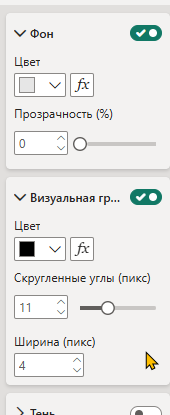 Фон
Цвет
fx
Прозрачность (%)
0
Визуальная гр...
Цвет
fx
Скругленные углы (пикс)
11
Ширина (пикс)
4
Тень